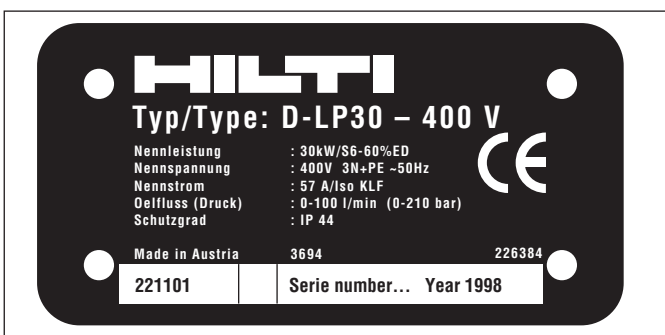 HILTI
Typ/Type: D-LP30 – 400 V
Nennleistung : 30kW/S6-60%ED
Nennspannung : 400V 3N+PE ~50Hz
Nennstrom : 57 A/Iso KLF
Oelfluss (Druck) : 0-100 l/min (0-210 bar)
Schutzgrad : IP 44
CE
Made in Austria 3694 226384
221101 Serie number... Year 1998